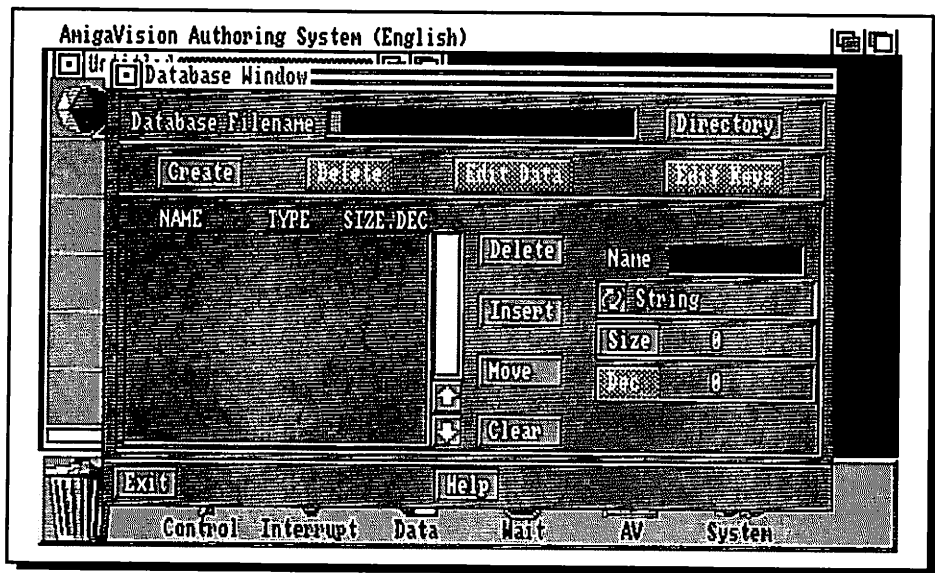 AmigaVision Authoring System (English)
Database Window
Database Filename
Directory
Create Delete Edit Data Edit Keys
NAME TYPE SIZE.DEC
Delete
Name
Insert
String
Size 0
Move
Dec 0
Clear
Exit Help
Control Interrupt Data Wait AV System